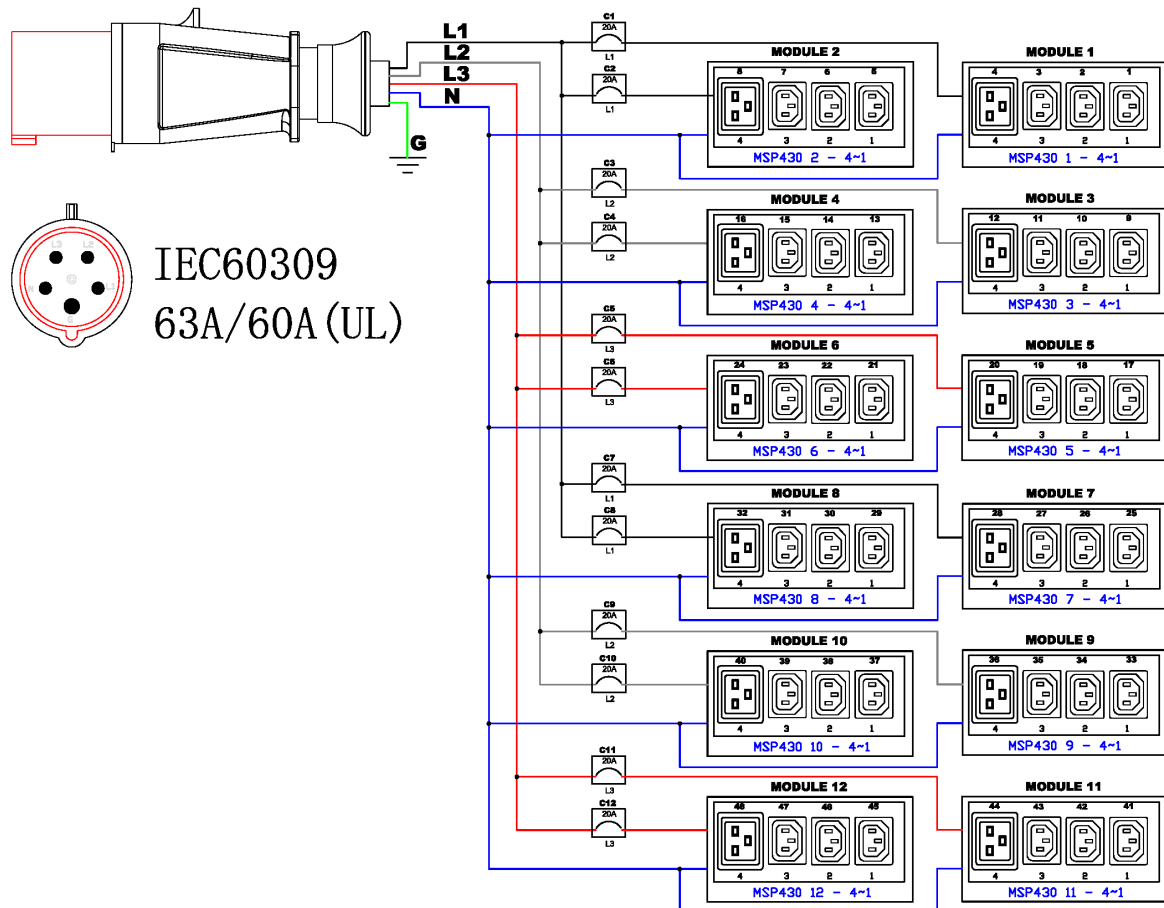 L1
L2
L3
N
G
IEC60309
63A/60A(UL)
L3 L2
N L1
G
C1
20A
L1
C2
20A
L1
MODULE 2
8 7 6 5
4 3 2 1
MSP430 2 - 4~1
MODULE 1
4 3 2 1
4 3 2 1
MSP430 1 - 4~1
C3
20A
L2
C4
20A
L2
MODULE 4
16 15 14 13
4 3 2 1
MSP430 4 - 4~1
MODULE 3
12 11 10 9
4 3 2 1
MSP430 3 - 4~1
C5
20A
L3
C6
20A
L3
MODULE 6
24 23 22 21
4 3 2 1
MSP430 6 - 4~1
MODULE 5
20 19 18 17
4 3 2 1
MSP430 5 - 4~1
C7
20A
L1
C8
20A
L1
MODULE 8
32 31 30 29
4 3 2 1
MSP430 8 - 4~1
MODULE 7
28 27 26 25
4 3 2 1
MSP430 7 - 4~1
C9
20A
L2
C10
20A
L2
MODULE 10
40 39 38 37
4 3 2 1
MSP430 10 - 4~1
MODULE 9
36 35 34 33
4 3 2 1
MSP430 9 - 4~1
C11
20A
L3
C12
20A
L3
MODULE 12
48 47 46 45
4 3 2 1
MSP430 12 - 4~1
MODULE 11
44 43 42 41
4 3 2 1
MSP430 11 - 4~1